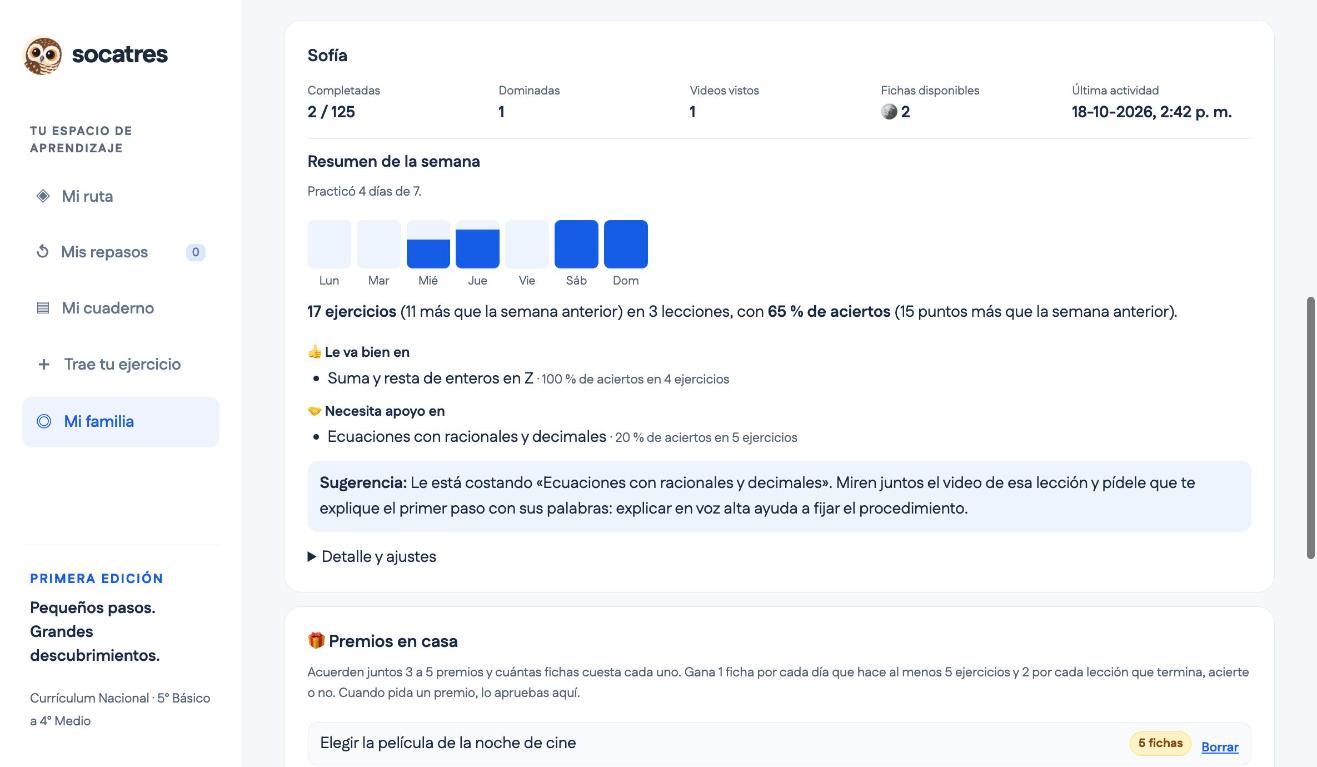 socatres
TU ESPACIO DE
APRENDIZAJE
Mi ruta
Mis repasos 0
Mi cuaderno
Trae tu ejercicio
Mi familia
PRIMERA EDICIÓN
Pequeños pasos.
Grandes
descubrimientos.
Currículum Nacional · 5° Básico
a 4° Medio
Sofía
Completadas Dominadas Videos vistos Fichas disponibles Última actividad
2 / 125 1 1 2 18-10-2026, 2:42 p. m.
Resumen de la semana
Practicó 4 días de 7.
Lun Mar Mié Jue Vie Sáb Dom
17 ejercicios (11 más que la semana anterior) en 3 lecciones, con 65 % de aciertos (15 puntos más que la semana anterior).
👍 Le va bien en
• Suma y resta de enteros en Z · 100 % de aciertos en 4 ejercicios
🤝 Necesita apoyo en
• Ecuaciones con racionales y decimales · 20 % de aciertos en 5 ejercicios
Sugerencia: Le está costando «Ecuaciones con racionales y decimales». Miren juntos el video de esa lección y pídele que te
explique el primer paso con sus palabras: explicar en voz alta ayuda a fijar el procedimiento.
▶ Detalle y ajustes
🎁 Premios en casa
Acuerden juntos 3 a 5 premios y cuántas fichas cuesta cada uno. Gana 1 ficha por cada día que hace al menos 5 ejercicios y 2 por cada lección que termina, acierte
o no. Cuando pida un premio, lo apruebas aquí.
Elegir la película de la noche de cine 5 fichas Borrar